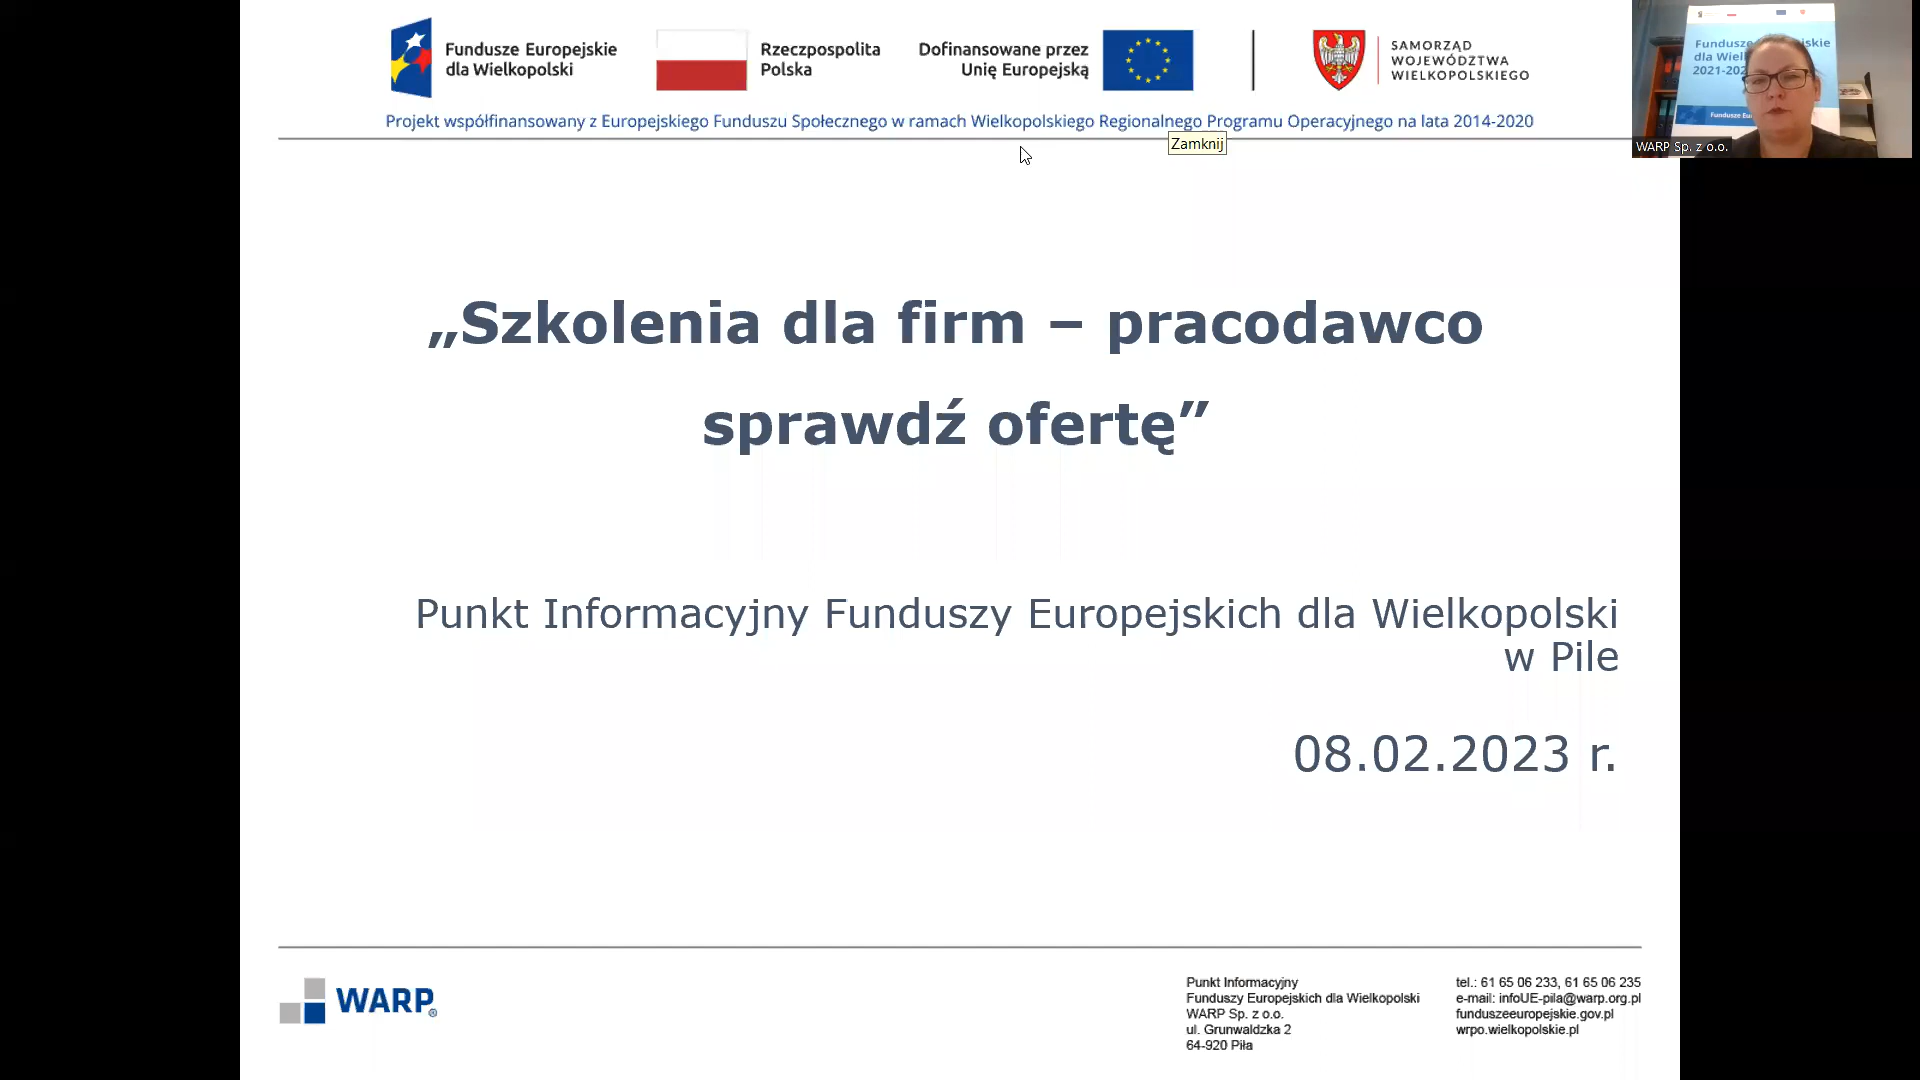 Fundusze Europejskie
dla Wielkopolski
Rzeczpospolita
Polska
Dofinansowane przez
Unię Europejską
SAMORZĄD
WOJEWÓDZTWA
WIELKOPOLSKIEGO
Projekt współfinansowany z Europejskiego Funduszu Społecznego w ramach Wielkopolskiego Regionalnego Programu Operacyjnego na lata 2014-2020
Zamknij
WARP Sp. z o.o.
„Szkolenia dla firm – pracodawco
sprawdź ofertę”
Punkt Informacyjny Funduszy Europejskich dla Wielkopolski
w Pile
08.02.2023 r.
WARP®
Punkt Informacyjny
Funduszy Europejskich dla Wielkopolski
WARP Sp. z o.o.
ul. Grunwaldzka 2
64-920 Piła
tel.: 61 65 06 233, 61 65 06 235
e-mail: infoUE-pila@warp.org.pl
funduszeeuropejskie.gov.pl
wrpo.wielkopolskie.pl